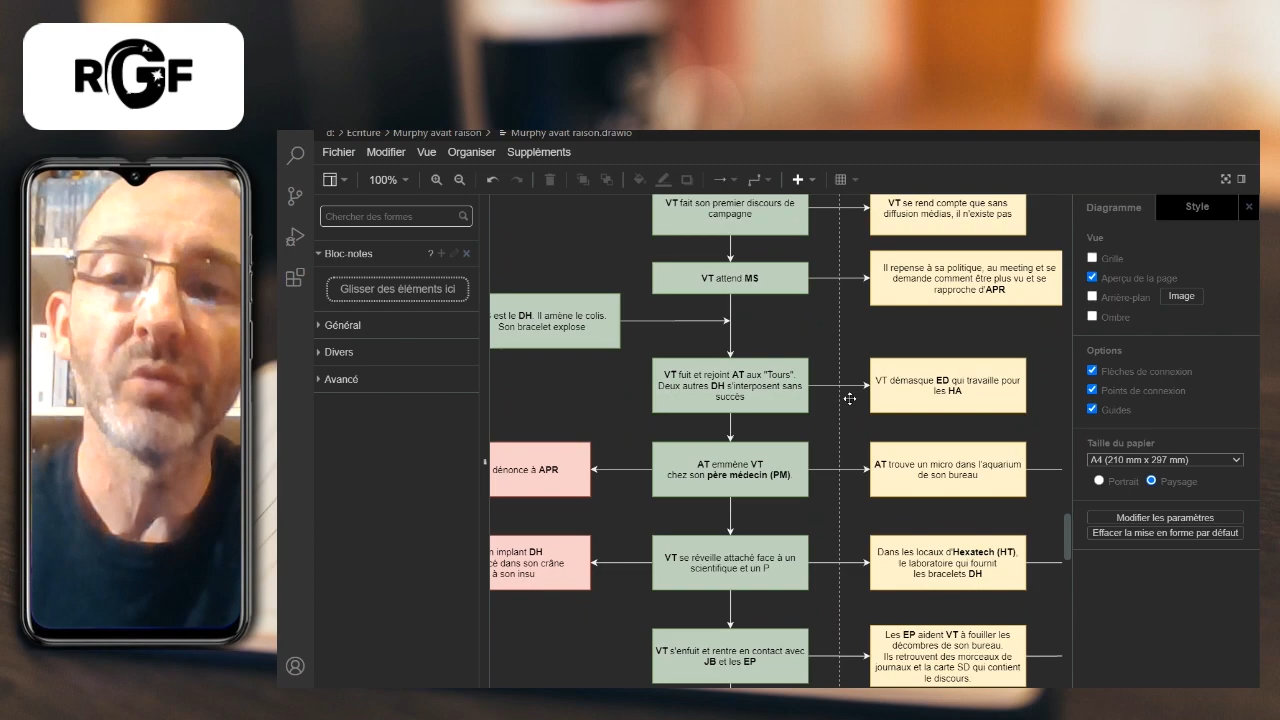 RGF
d: > Ecriture > Murphy avait raison > Murphy avait raison.drawio
Fichier Modifier Vue Organiser Suppléments
100%
Chercher des formes
Bloc-notes
?
Glisser des éléments ici
Général
Divers
Avancé
VT fait son premier discours de
campagne
VT se rend compte que sans
diffusion médias, il n'existe pas
VT attend MS
Il repense à sa politique, au meeting et se
demande comment être plus vu et se
rapproche d'APR
est le DH. Il amène le colis.
Son bracelet explose
VT fuit et rejoint AT aux "Tours".
Deux autres DH s'interposent sans
succès
VT démasque ED qui travaille pour
les HA
dénonce à APR
AT emmène VT
chez son père médecin (PM).
AT trouve un micro dans l'aquarium
de son bureau
n implant DH
cé dans son crâne
à son insu
VT se réveille attaché face à un
scientifique et un P
Dans les locaux d'Hexatech (HT),
le laboratoire qui fournit
les bracelets DH
VT s'enfuit et rentre en contact avec
JB et les EP
Les EP aident VT à fouiller les
décombres de son bureau.
Ils retrouvent des morceaux de
journaux et la carte SD qui contient
le discours.
Diagramme
Style
Vue
Grille
Aperçu de la page
Arrière-plan
Image
Ombre
Options
Flèches de connexion
Points de connexion
Guides
Taille du papier
A4 (210 mm x 297 mm)
Portrait
Paysage
Modifier les paramètres
Effacer la mise en forme par défaut